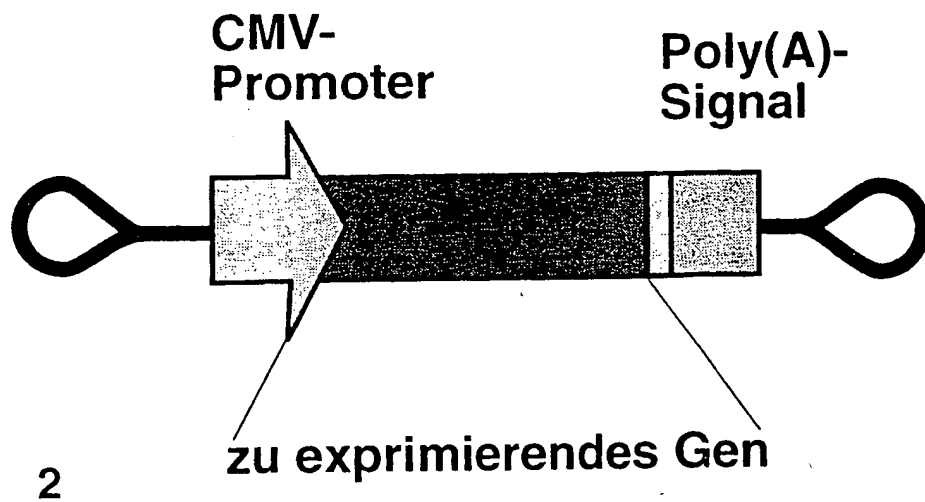 CMV-
Promoter
Poly(A)-
Signal
zu exprimierendes Gen
2